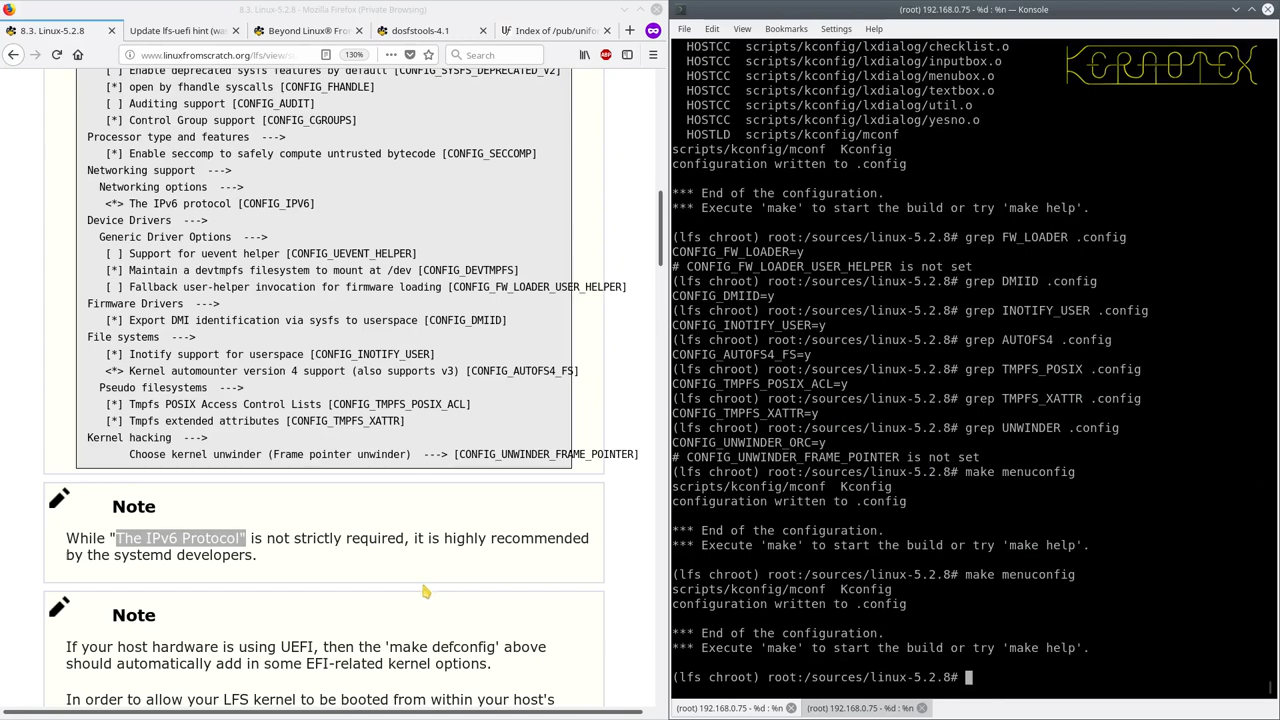 8.3. Linux-5.2.8 - Mozilla Firefox (Private Browsing)
8.3. Linux-5.2.8
Update lfs-uefi hint (war
Beyond Linux® From
dosfstools-4.1
Index of /pub/unifo
https://www.linuxfromscratch.org/lfs/view/s
130%
Search
[ ] Enable deprecated sysfs features by default [CONFIG_SYSFS_DEPRECATED_V2]
[*] open by fhandle syscalls [CONFIG_FHANDLE]
[ ] Auditing support [CONFIG_AUDIT]
[*] Control Group support [CONFIG_CGROUPS]
Processor type and features --->
[*] Enable seccomp to safely compute untrusted bytecode [CONFIG_SECCOMP]
Networking support --->
Networking options --->
<*> The IPv6 protocol [CONFIG_IPV6]
Device Drivers --->
Generic Driver Options --->
[ ] Support for uevent helper [CONFIG_UEVENT_HELPER]
[*] Maintain a devtmpfs filesystem to mount at /dev [CONFIG_DEVTMPFS]
[ ] Fallback user-helper invocation for firmware loading [CONFIG_FW_LOADER_USER_HELPER]
Firmware Drivers --->
[*] Export DMI identification via sysfs to userspace [CONFIG_DMIID]
File systems --->
[*] Inotify support for userspace [CONFIG_INOTIFY_USER]
<*> Kernel automounter version 4 support (also supports v3) [CONFIG_AUTOFS4_FS]
Pseudo filesystems --->
[*] Tmpfs POSIX Access Control Lists [CONFIG_TMPFS_POSIX_ACL]
[*] Tmpfs extended attributes [CONFIG_TMPFS_XATTR]
Kernel hacking --->
Choose kernel unwinder (Frame pointer unwinder) ---> [CONFIG_UNWINDER_FRAME_POINTER]
Note
While "The IPv6 Protocol" is not strictly required, it is highly recommended
by the systemd developers.
Note
If your host hardware is using UEFI, then the 'make defconfig' above
should automatically add in some EFI-related kernel options.
In order to allow your LFS kernel to be booted from within your host's
(root) 192.168.0.75 - %d : %n — Konsole
File Edit View Bookmarks Settings Help
KERAOTEX
HOSTCC scripts/kconfig/lxdialog/checklist.o
HOSTCC scripts/kconfig/lxdialog/inputbox.o
HOSTCC scripts/kconfig/lxdialog/menubox.o
HOSTCC scripts/kconfig/lxdialog/textbox.o
HOSTCC scripts/kconfig/lxdialog/util.o
HOSTCC scripts/kconfig/lxdialog/yesno.o
HOSTLD scripts/kconfig/mconf
scripts/kconfig/mconf Kconfig
configuration written to .config
*** End of the configuration.
*** Execute 'make' to start the build or try 'make help'.
(lfs chroot) root:/sources/linux-5.2.8# grep FW_LOADER .config
CONFIG_FW_LOADER=y
# CONFIG_FW_LOADER_USER_HELPER is not set
(lfs chroot) root:/sources/linux-5.2.8# grep DMIID .config
CONFIG_DMIID=y
(lfs chroot) root:/sources/linux-5.2.8# grep INOTIFY_USER .config
CONFIG_INOTIFY_USER=y
(lfs chroot) root:/sources/linux-5.2.8# grep AUTOFS4 .config
CONFIG_AUTOFS4_FS=y
(lfs chroot) root:/sources/linux-5.2.8# grep TMPFS_POSIX .config
CONFIG_TMPFS_POSIX_ACL=y
(lfs chroot) root:/sources/linux-5.2.8# grep TMPFS_XATTR .config
CONFIG_TMPFS_XATTR=y
(lfs chroot) root:/sources/linux-5.2.8# grep UNWINDER .config
CONFIG_UNWINDER_ORC=y
# CONFIG_UNWINDER_FRAME_POINTER is not set
(lfs chroot) root:/sources/linux-5.2.8# make menuconfig
scripts/kconfig/mconf Kconfig
configuration written to .config
*** End of the configuration.
*** Execute 'make' to start the build or try 'make help'.
(lfs chroot) root:/sources/linux-5.2.8# make menuconfig
scripts/kconfig/mconf Kconfig
configuration written to .config
*** End of the configuration.
*** Execute 'make' to start the build or try 'make help'.
(lfs chroot) root:/sources/linux-5.2.8#
(root) 192.168.0.75 - %d : %n
(root) 192.168.0.75 - %d : %n